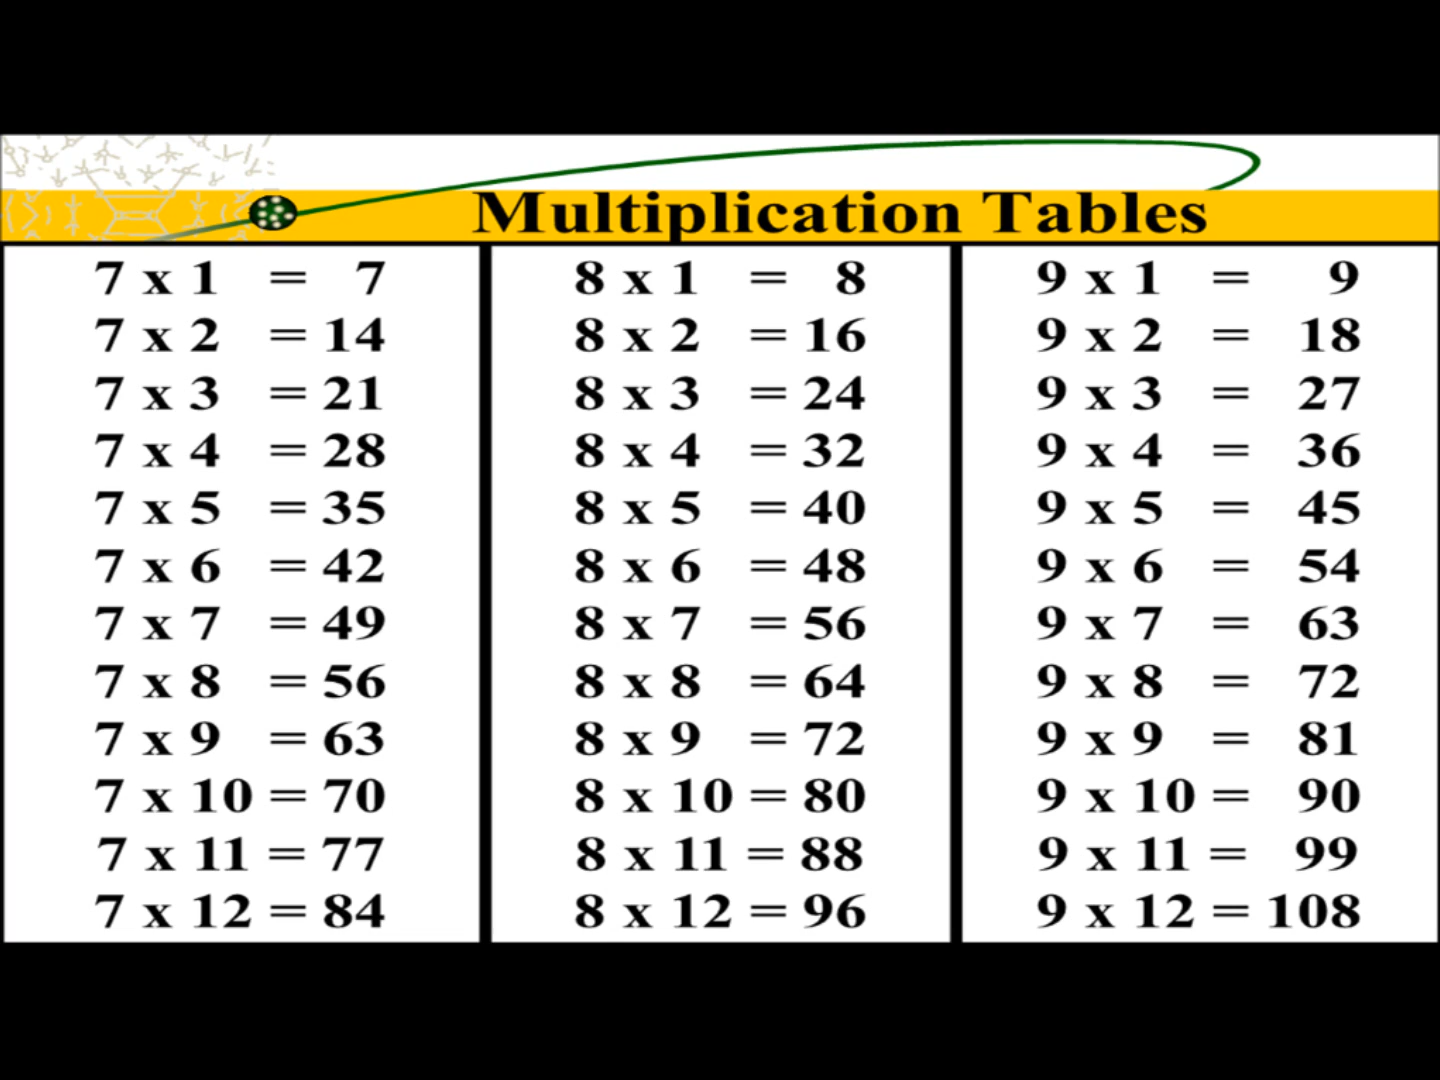 Multiplication Tables
7 x 1 = 7
7 x 2 = 14
7 x 3 = 21
7 x 4 = 28
7 x 5 = 35
7 x 6 = 42
7 x 7 = 49
7 x 8 = 56
7 x 9 = 63
7 x 10 = 70
7 x 11 = 77
7 x 12 = 84
8 x 1 = 8
8 x 2 = 16
8 x 3 = 24
8 x 4 = 32
8 x 5 = 40
8 x 6 = 48
8 x 7 = 56
8 x 8 = 64
8 x 9 = 72
8 x 10 = 80
8 x 11 = 88
8 x 12 = 96
9 x 1 = 9
9 x 2 = 18
9 x 3 = 27
9 x 4 = 36
9 x 5 = 45
9 x 6 = 54
9 x 7 = 63
9 x 8 = 72
9 x 9 = 81
9 x 10 = 90
9 x 11 = 99
9 x 12 = 108